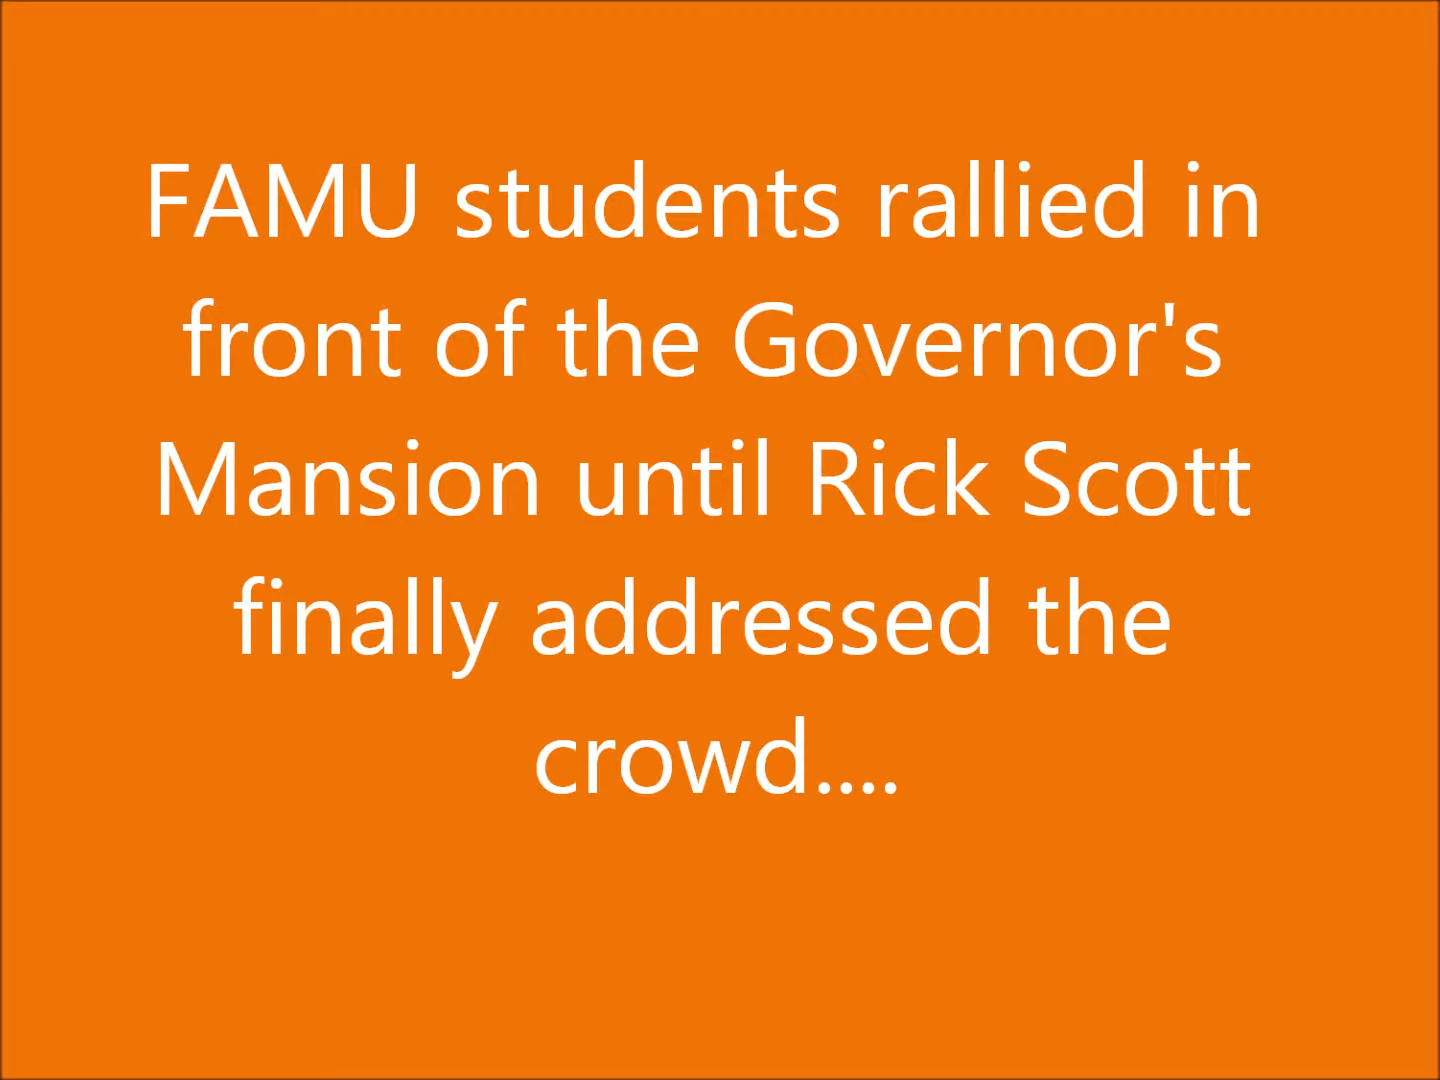 FAMU students rallied in
front of the Governor's
Mansion until Rick Scott
finally addressed the
crowd....